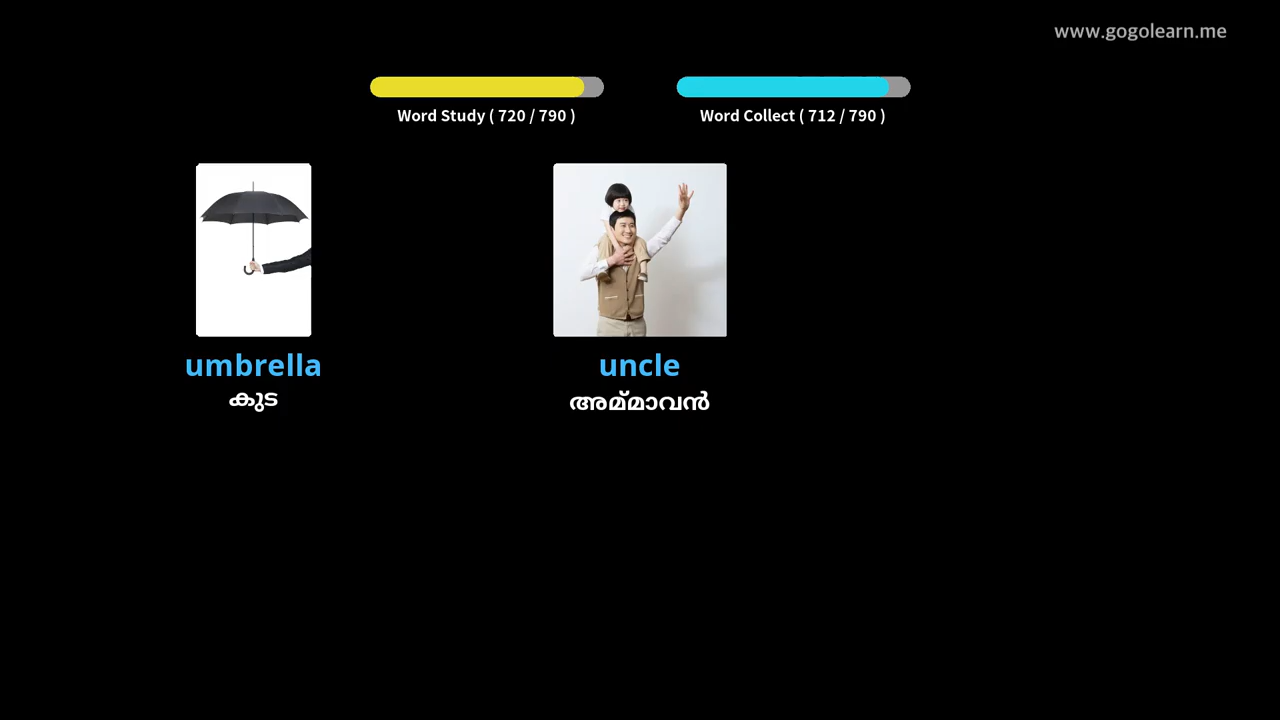 www.gogolearn.me
Word Study ( 720 / 790 )
Word Collect ( 712 / 790 )
umbrella
കുട
uncle
അമ്മാവൻ